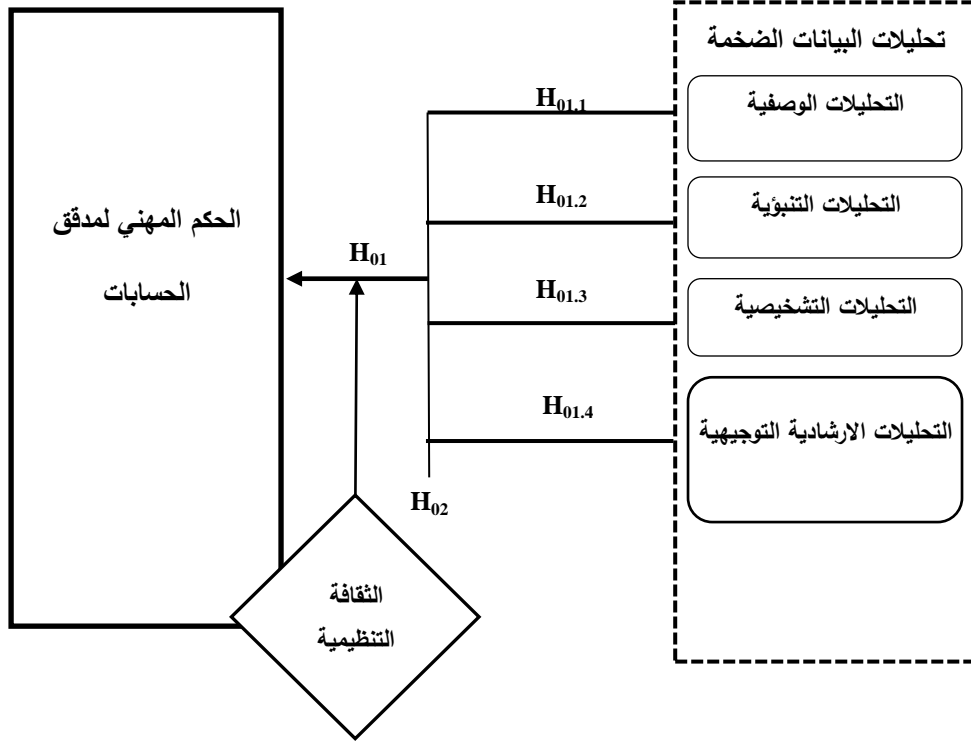 تحليلات البيانات الضخمة
التحليلات الوصفية
التحليلات التنبؤية
التحليلات التشخيصية
التحليلات الارشادية التوجيهية
H01.1
H01.2
H01.3
H01.4
H01
H02
الحكم المهني لمدقق
الحسابات
الثقافة
التنظيمية